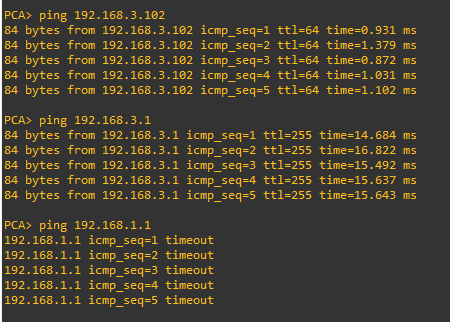 PCA> ping 192.168.3.102
84 bytes from 192.168.3.102 icmp_seq=1 ttl=64 time=0.931 ms
84 bytes from 192.168.3.102 icmp_seq=2 ttl=64 time=1.379 ms
84 bytes from 192.168.3.102 icmp_seq=3 ttl=64 time=0.872 ms
84 bytes from 192.168.3.102 icmp_seq=4 ttl=64 time=1.031 ms
84 bytes from 192.168.3.102 icmp_seq=5 ttl=64 time=1.102 ms
PCA> ping 192.168.3.1
84 bytes from 192.168.3.1 icmp_seq=1 ttl=255 time=14.684 ms
84 bytes from 192.168.3.1 icmp_seq=2 ttl=255 time=16.822 ms
84 bytes from 192.168.3.1 icmp_seq=3 ttl=255 time=15.492 ms
84 bytes from 192.168.3.1 icmp_seq=4 ttl=255 time=15.637 ms
84 bytes from 192.168.3.1 icmp_seq=5 ttl=255 time=15.643 ms
PCA> ping 192.168.1.1
192.168.1.1 icmp_seq=1 timeout
192.168.1.1 icmp_seq=2 timeout
192.168.1.1 icmp_seq=3 timeout
192.168.1.1 icmp_seq=4 timeout
192.168.1.1 icmp_seq=5 timeout